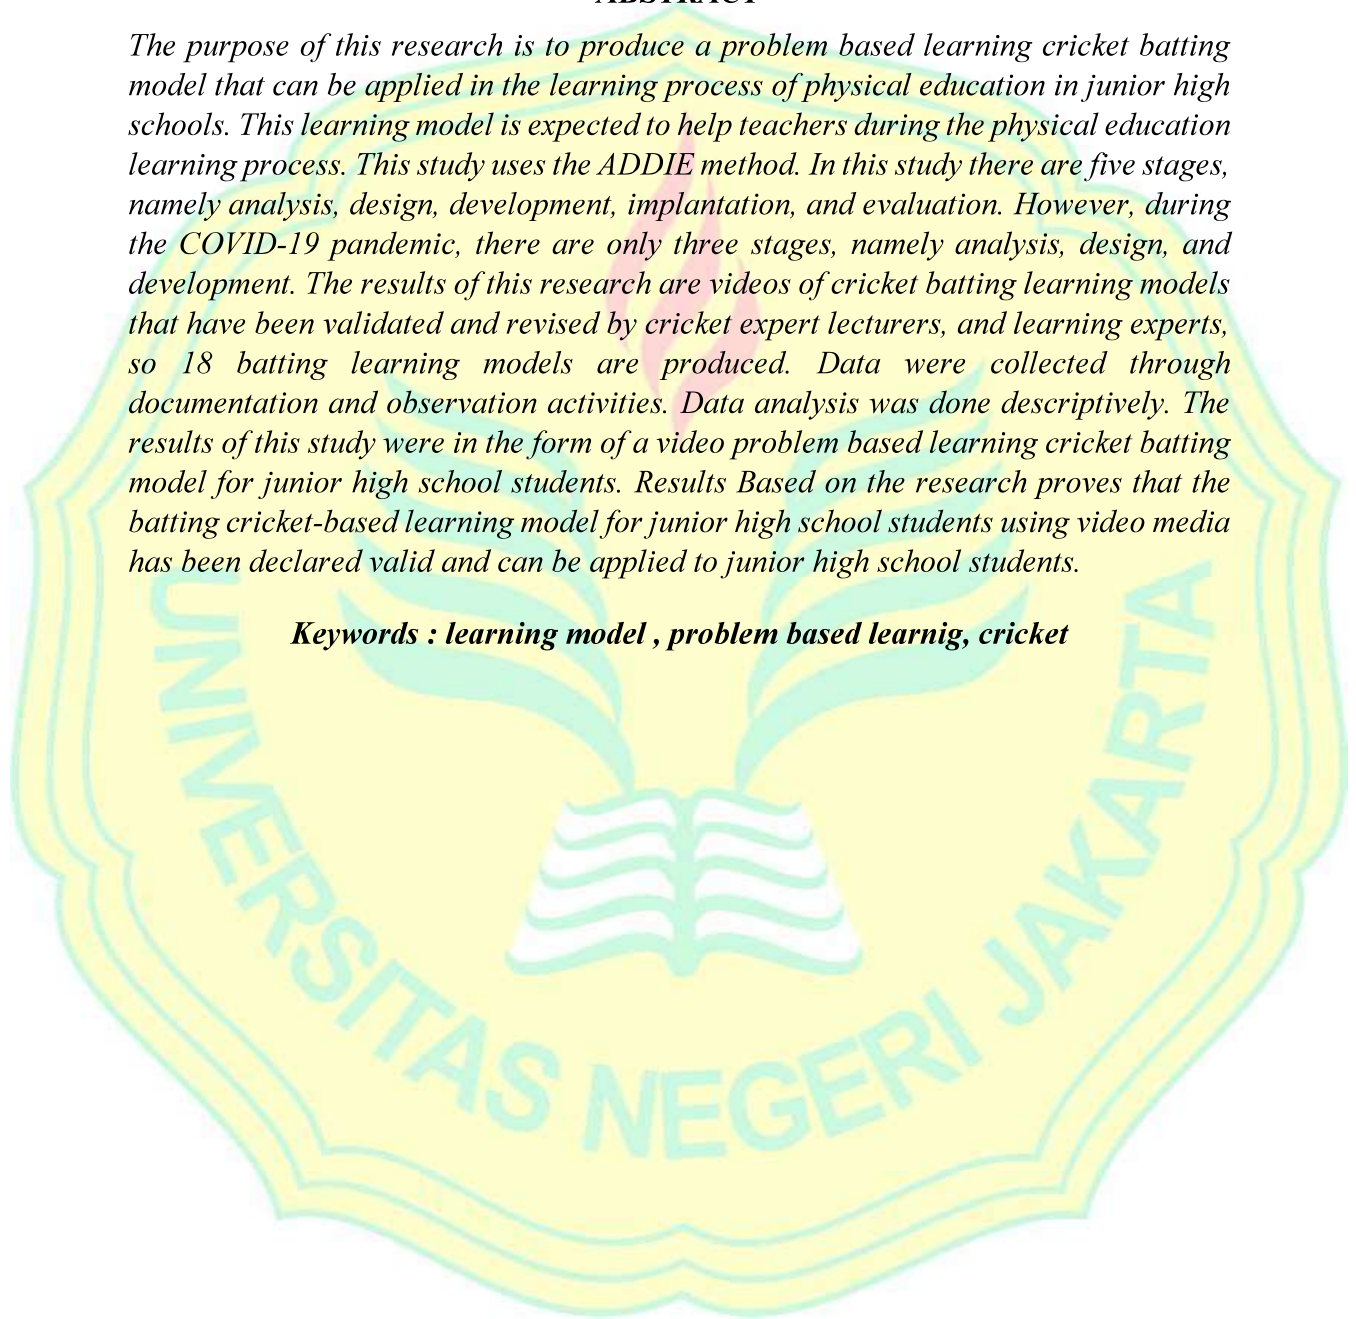 ABSTRACT
The purpose of this research is to produce a problem based learning cricket batting
model that can be applied in the learning process of physical education in junior high
schools. This learning model is expected to help teachers during the physical education
learning process. This study uses the ADDIE method. In this study there are five stages,
namely analysis, design, development, implantation, and evaluation. However, during
the COVID-19 pandemic, there are only three stages, namely analysis, design, and
development. The results of this research are videos of cricket batting learning models
that have been validated and revised by cricket expert lecturers, and learning experts,
so 18 batting learning models are produced. Data were collected through
documentation and observation activities. Data analysis was done descriptively. The
results of this study were in the form of a video problem based learning cricket batting
model for junior high school students. Results Based on the research proves that the
batting cricket-based learning model for junior high school students using video media
has been declared valid and can be applied to junior high school students.
Keywords : learning model , problem based learnig, cricket
UNIVERSITAS NEGERI JAKARTA